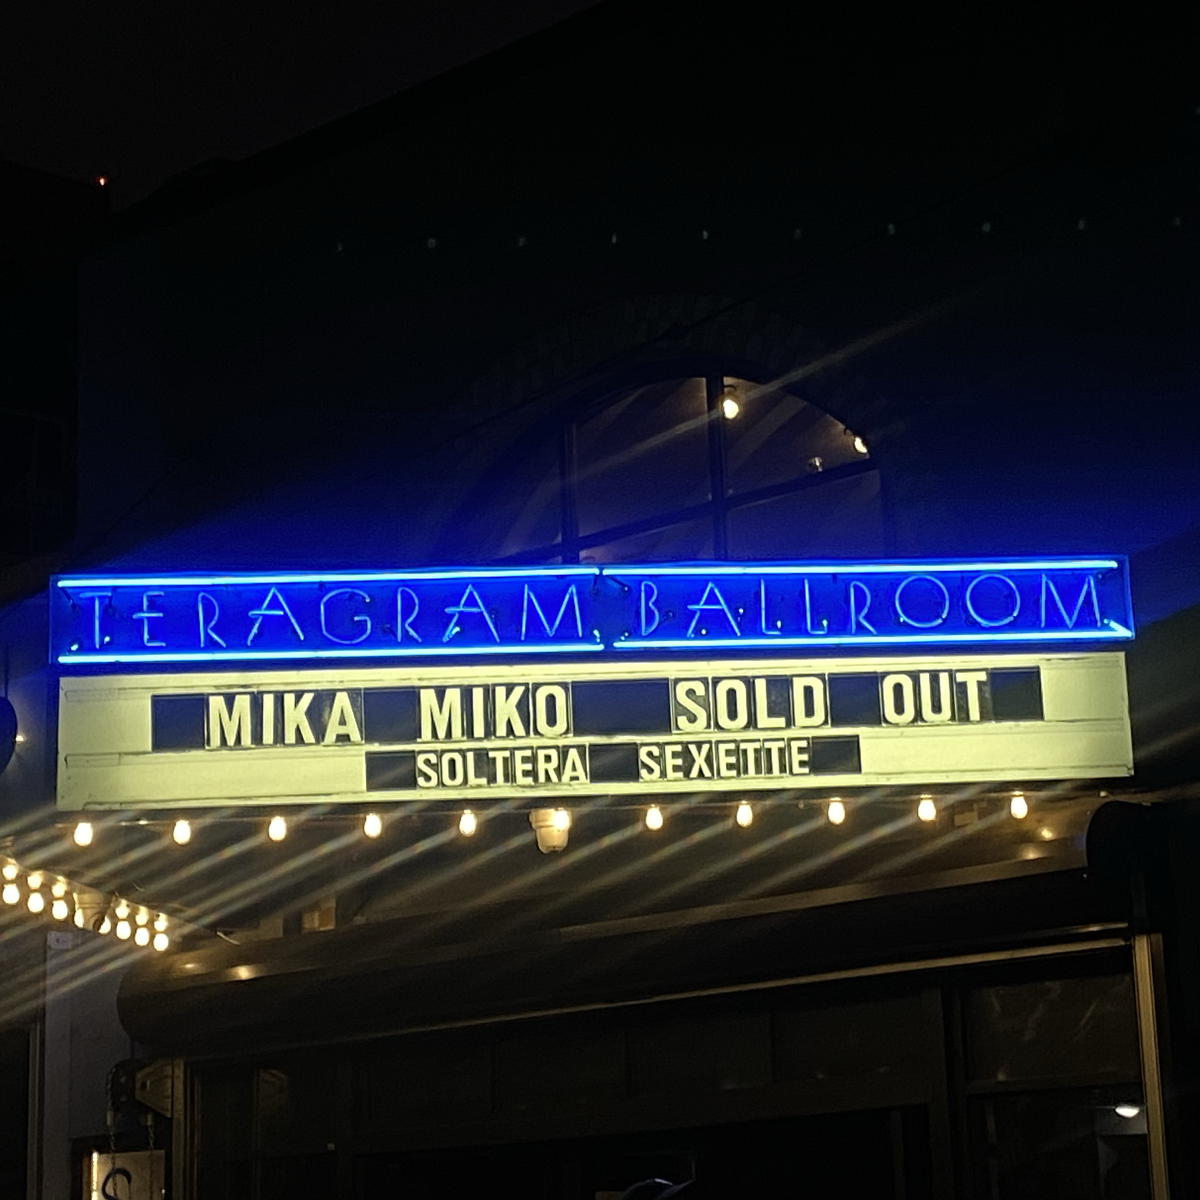 TERAGRAM BALLROOM
MIKA MIKO SOLD OUT
SOLTERA SEXETTE
S